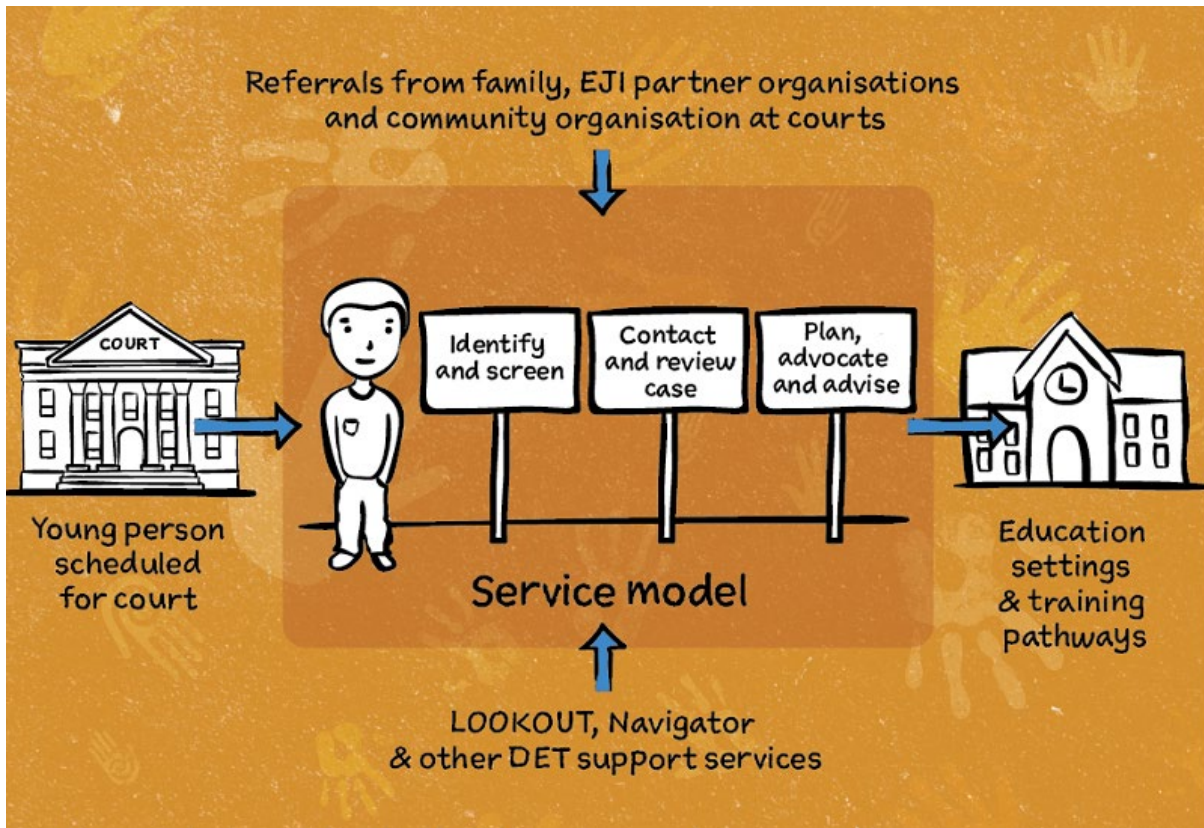 Referrals from family, EJI partner organisations
and community organisation at courts
COURT
Young person
scheduled
for court
Identify
and screen
Contact
and review
case
Plan,
advocate
and advise
Service model
Education
settings
& training
pathways
LOOKOUT, Navigator
& other DET support services